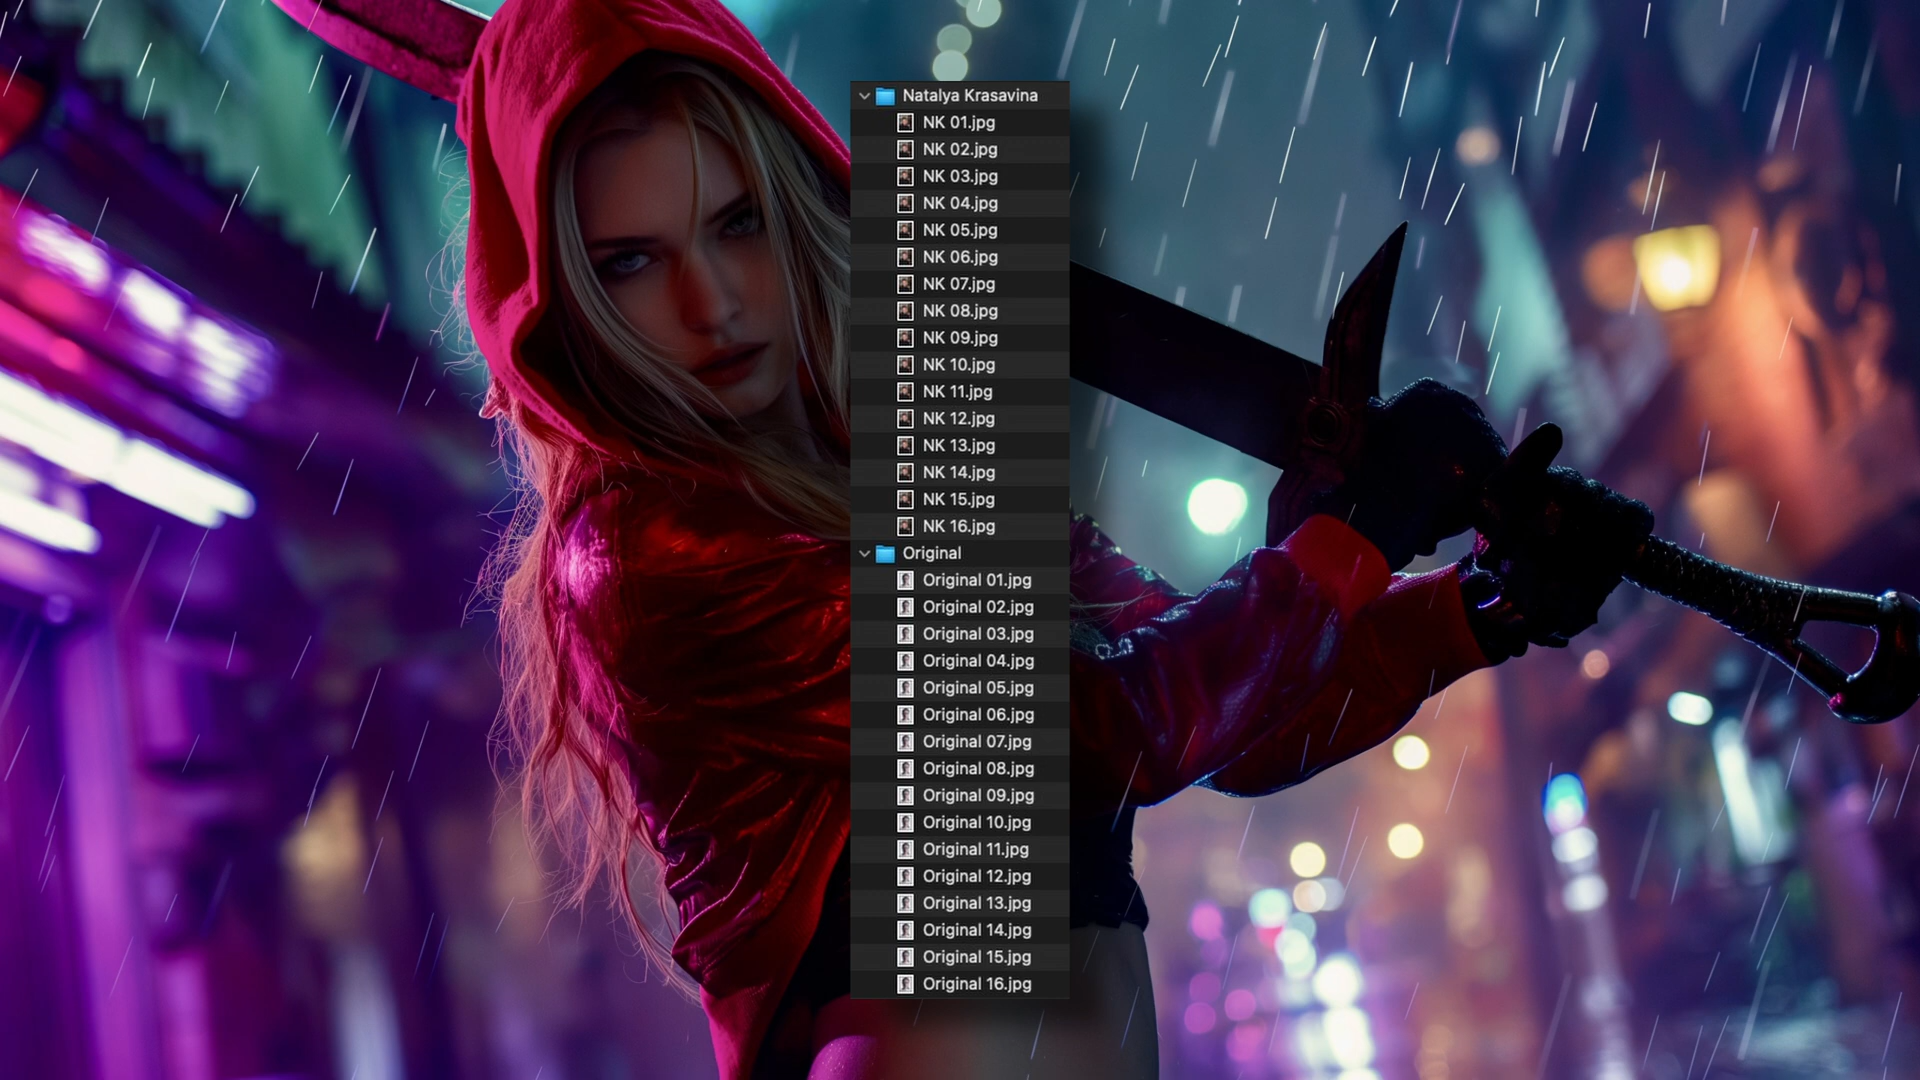 Natalya Krasavina
NK 01.jpg
NK 02.jpg
NK 03.jpg
NK 04.jpg
NK 05.jpg
NK 06.jpg
NK 07.jpg
NK 08.jpg
NK 09.jpg
NK 10.jpg
NK 11.jpg
NK 12.jpg
NK 13.jpg
NK 14.jpg
NK 15.jpg
NK 16.jpg
Original
Original 01.jpg
Original 02.jpg
Original 03.jpg
Original 04.jpg
Original 05.jpg
Original 06.jpg
Original 07.jpg
Original 08.jpg
Original 09.jpg
Original 10.jpg
Original 11.jpg
Original 12.jpg
Original 13.jpg
Original 14.jpg
Original 15.jpg
Original 16.jpg